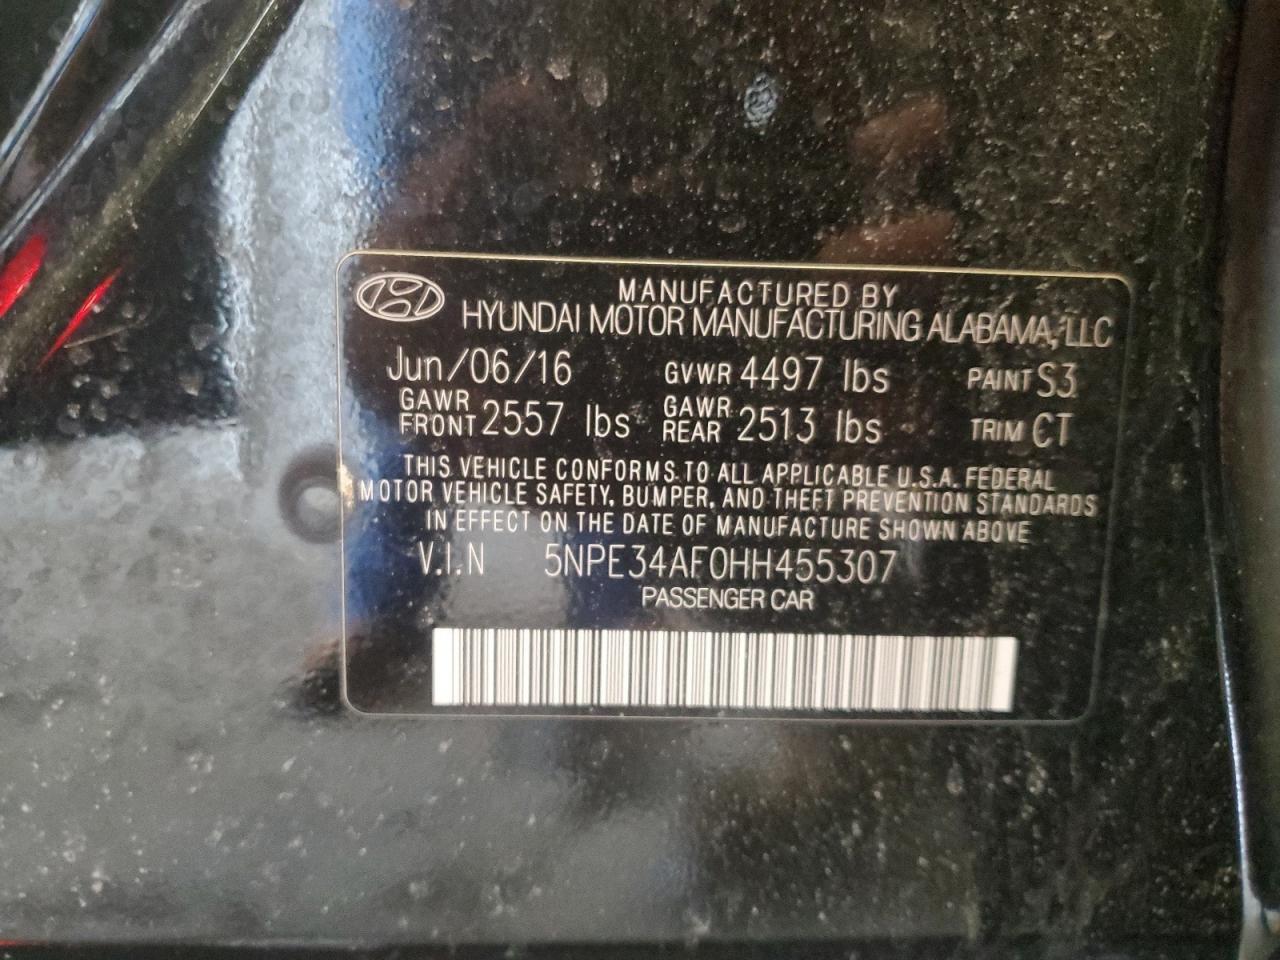 MANUFACTURED BY
HYUNDAI MOTOR MANUFACTURING ALABAMA, LLC
Jun/06/16 GVWR 4497 lbs PAINT S3
GAWR FRONT 2557 lbs GAWR REAR 2513 lbs TRIM CT
THIS VEHICLE CONFORMS TO ALL APPLICABLE U.S.A. FEDERAL
MOTOR VEHICLE SAFETY, BUMPER, AND THEFT PREVENTION STANDARDS
IN EFFECT ON THE DATE OF MANUFACTURE SHOWN ABOVE
V.I.N 5NPE34AF0HH455307
PASSENGER CAR